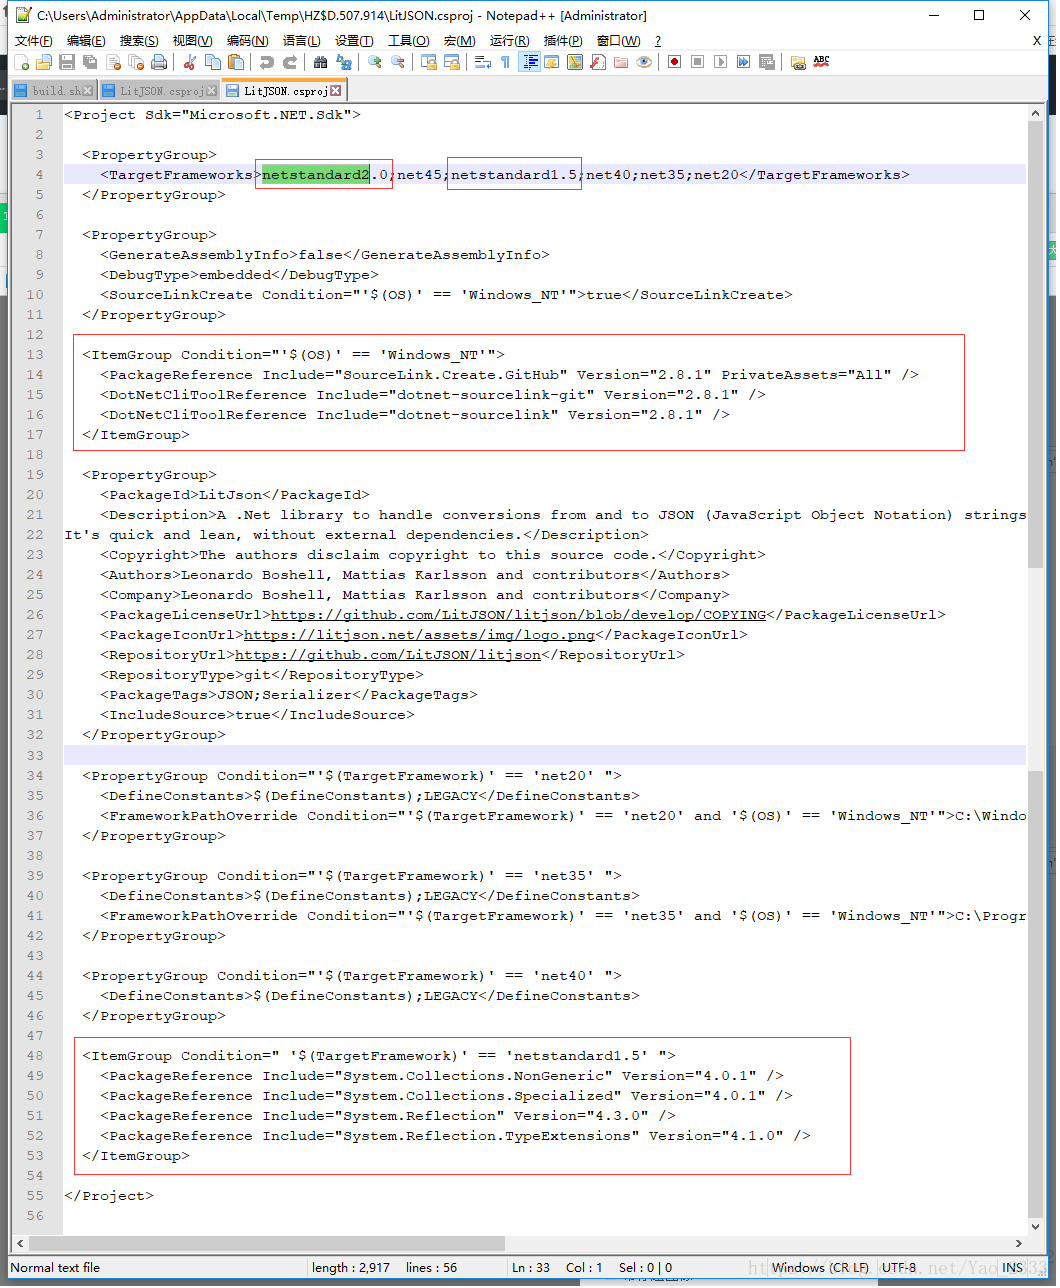 C:\Users\Administrator\AppData\Local\Temp\HZ$D.507.914\LitJSON.csproj - Notepad++ [Administrator]
文件(F) 编辑(E) 搜索(S) 视图(V) 编码(N) 语言(L) 设置(T) 工具(O) 宏(M) 运行(R) 插件(P) 窗口(W) ? X
build.sh LitJSON.csproj LitJSON.csproj
1 <Project Sdk="Microsoft.NET.Sdk">
2
3 <PropertyGroup>
4 <TargetFrameworks>netstandard2.0;net45;netstandard1.5;net40;net35;net20</TargetFrameworks>
5 </PropertyGroup>
6
7 <PropertyGroup>
8 <GenerateAssemblyInfo>false</GenerateAssemblyInfo>
9 <DebugType>embedded</DebugType>
10 <SourceLinkCreate Condition="'$(OS)' == 'Windows_NT'">true</SourceLinkCreate>
11 </PropertyGroup>
12
13 <ItemGroup Condition="'$(OS)' == 'Windows_NT'">
14 <PackageReference Include="SourceLink.Create.GitHub" Version="2.8.1" PrivateAssets="All" />
15 <DotNetCliToolReference Include="dotnet-sourcelink-git" Version="2.8.1" />
16 <DotNetCliToolReference Include="dotnet-sourcelink" Version="2.8.1" />
17 </ItemGroup>
18
19 <PropertyGroup>
20 <PackageId>LitJson</PackageId>
21 <Description>A .Net library to handle conversions from and to JSON (JavaScript Object Notation) strings
22 It's quick and lean, without external dependencies.</Description>
23 <Copyright>The authors disclaim copyright to this source code.</Copyright>
24 <Authors>Leonardo Boshell, Mattias Karlsson and contributors</Authors>
25 <Company>Leonardo Boshell, Mattias Karlsson and contributors</Company>
26 <PackageLicenseUrl>https://github.com/LitJSON/litjson/blob/develop/COPYING</PackageLicenseUrl>
27 <PackageIconUrl>https://litjson.net/assets/img/logo.png</PackageIconUrl>
28 <RepositoryUrl>https://github.com/LitJSON/litjson</RepositoryUrl>
29 <RepositoryType>git</RepositoryType>
30 <PackageTags>JSON;Serializer</PackageTags>
31 <IncludeSource>true</IncludeSource>
32 </PropertyGroup>
33
34 <PropertyGroup Condition="'$(TargetFramework)' == 'net20' ">
35 <DefineConstants>$(DefineConstants);LEGACY</DefineConstants>
36 <FrameworkPathOverride Condition="'$(TargetFramework)' == 'net20' and '$(OS)' == 'Windows_NT'">C:\Windo
37 </PropertyGroup>
38
39 <PropertyGroup Condition="'$(TargetFramework)' == 'net35' ">
40 <DefineConstants>$(DefineConstants);LEGACY</DefineConstants>
41 <FrameworkPathOverride Condition="'$(TargetFramework)' == 'net35' and '$(OS)' == 'Windows_NT'">C:\Progr
42 </PropertyGroup>
43
44 <PropertyGroup Condition="'$(TargetFramework)' == 'net40' ">
45 <DefineConstants>$(DefineConstants);LEGACY</DefineConstants>
46 </PropertyGroup>
47
48 <ItemGroup Condition=" '$(TargetFramework)' == 'netstandard1.5' ">
49 <PackageReference Include="System.Collections.NonGeneric" Version="4.0.1" />
50 <PackageReference Include="System.Collections.Specialized" Version="4.0.1" />
51 <PackageReference Include="System.Reflection" Version="4.3.0" />
52 <PackageReference Include="System.Reflection.TypeExtensions" Version="4.1.0" />
53 </ItemGroup>
54
55 </Project>
56
Normal text file length : 2,917 lines : 56 Ln : 33 Col : 1 Sel : 0 | 0 Windows (CR LF) UTF-8 INS